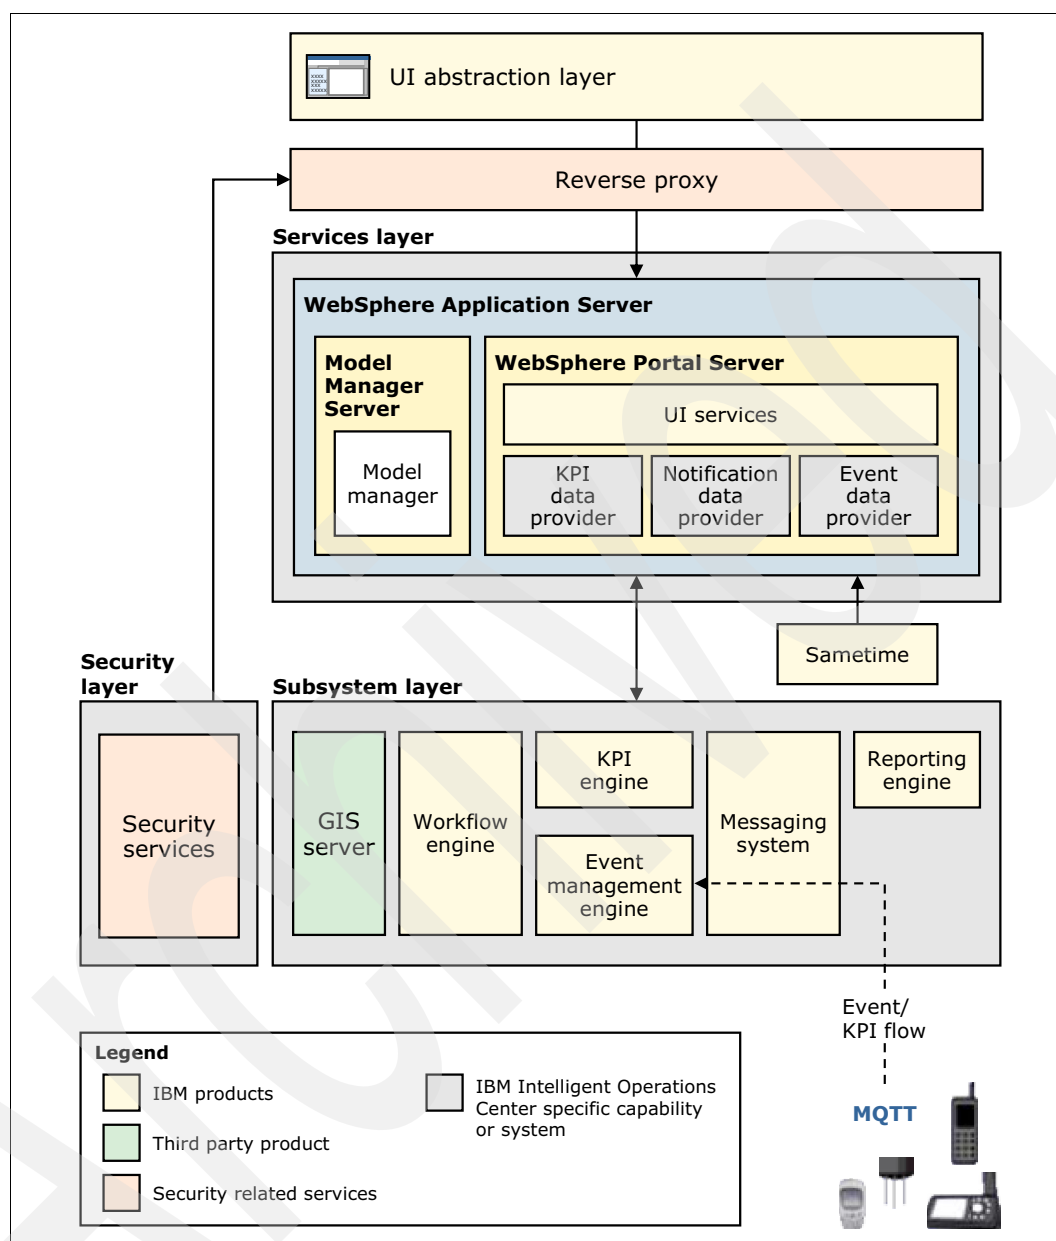 UI abstraction layer
Reverse proxy
Services layer
WebSphere Application Server
Model
Manager
Server
Model
manager
WebSphere Portal Server
UI services
KPI
data
provider
Notification
data
provider
Event
data
provider
Sametime
Security
layer
Security
services
Subsystem layer
GIS
server
Workflow
engine
KPI
engine
Event
management
engine
Messaging
system
Reporting
engine
Event/
KPI flow
MQTT
Legend
IBM products
Third party product
Security related services
IBM Intelligent Operations
Center specific capability
or system
Archived